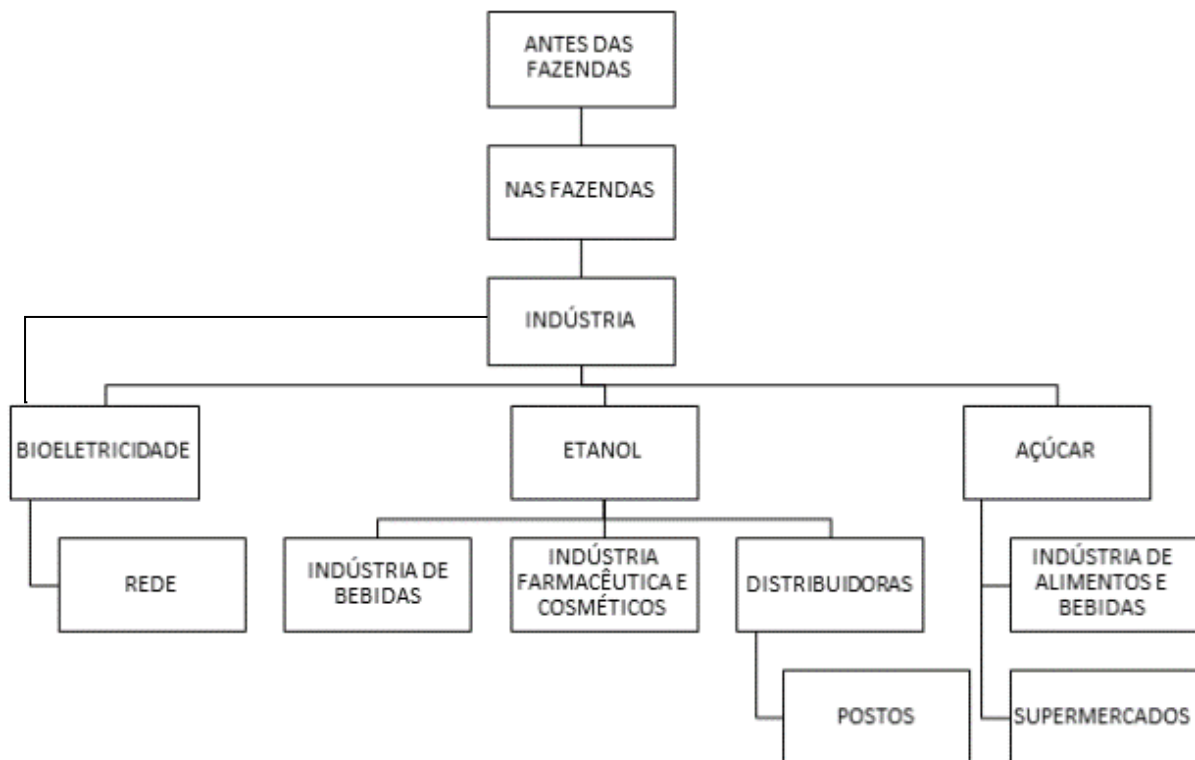 ANTES DAS
FAZENDAS
NAS FAZENDAS
INDÚSTRIA
BIOELETRICIDADE
ETANOL
AÇÚCAR
REDE
INDÚSTRIA DE
BEBIDAS
INDÚSTRIA
FARMACÊUTICA E
COSMÉTICOS
DISTRIBUIDORAS
INDÚSTRIA DE
ALIMENTOS E
BEBIDAS
POSTOS
SUPERMERCADOS